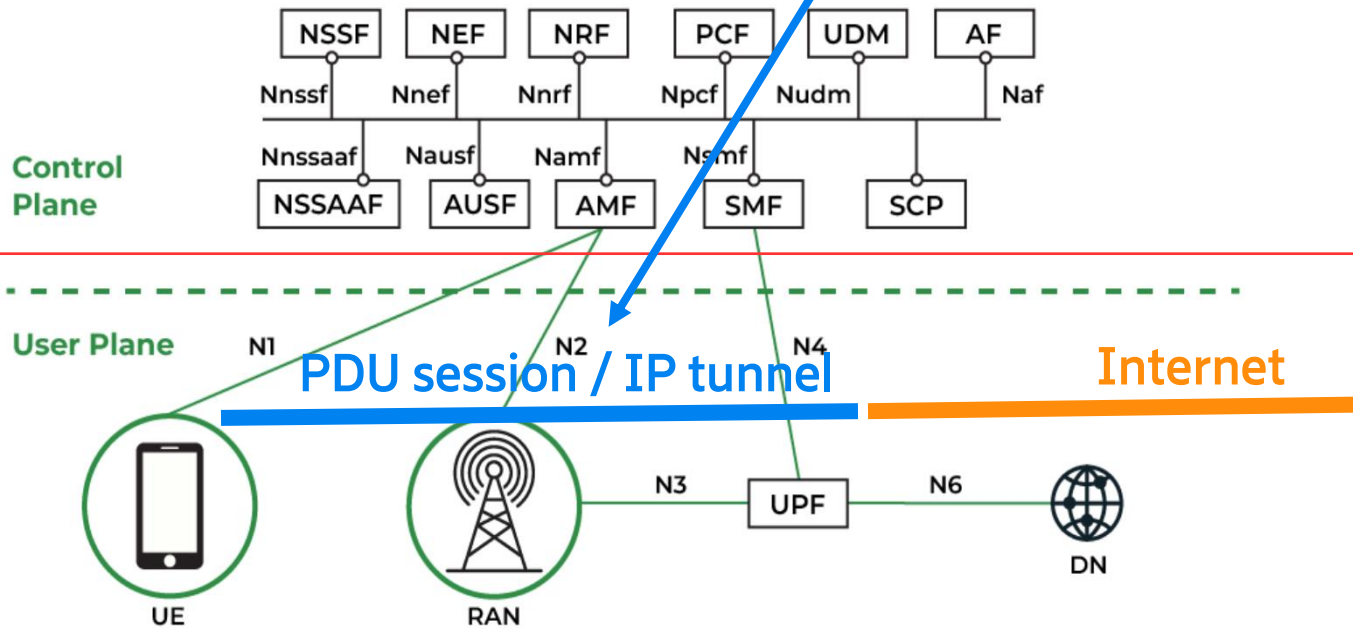 NSSF NEF NRF PCF UDM AF
Nnssf Nnef Nnrf Npcf Nudm Naf
Nnssaaf Nausf Namf Nsmf
Control
Plane
NSSAAF AUSF AMF SMF SCP
User Plane N1 N2 N4
PDU session / IP tunnel Internet
N3 N6
UPF
DN
UE RAN